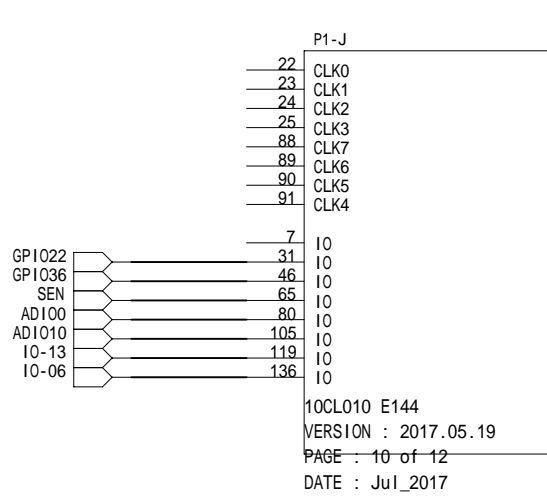 P1-J
22 CLK0
23 CLK1
24 CLK2
25 CLK3
88 CLK7
89 CLK6
90 CLK5
91 CLK4
7 IO
GPIO22 31 IO
GPIO36 46 IO
SEN 65 IO
ADIO0 80 IO
ADIO10 105 IO
IO-13 119 IO
IO-06 136 IO
10CL010 E144
VERSION : 2017.05.19
PAGE : 10 of 12
DATE : Jul_2017